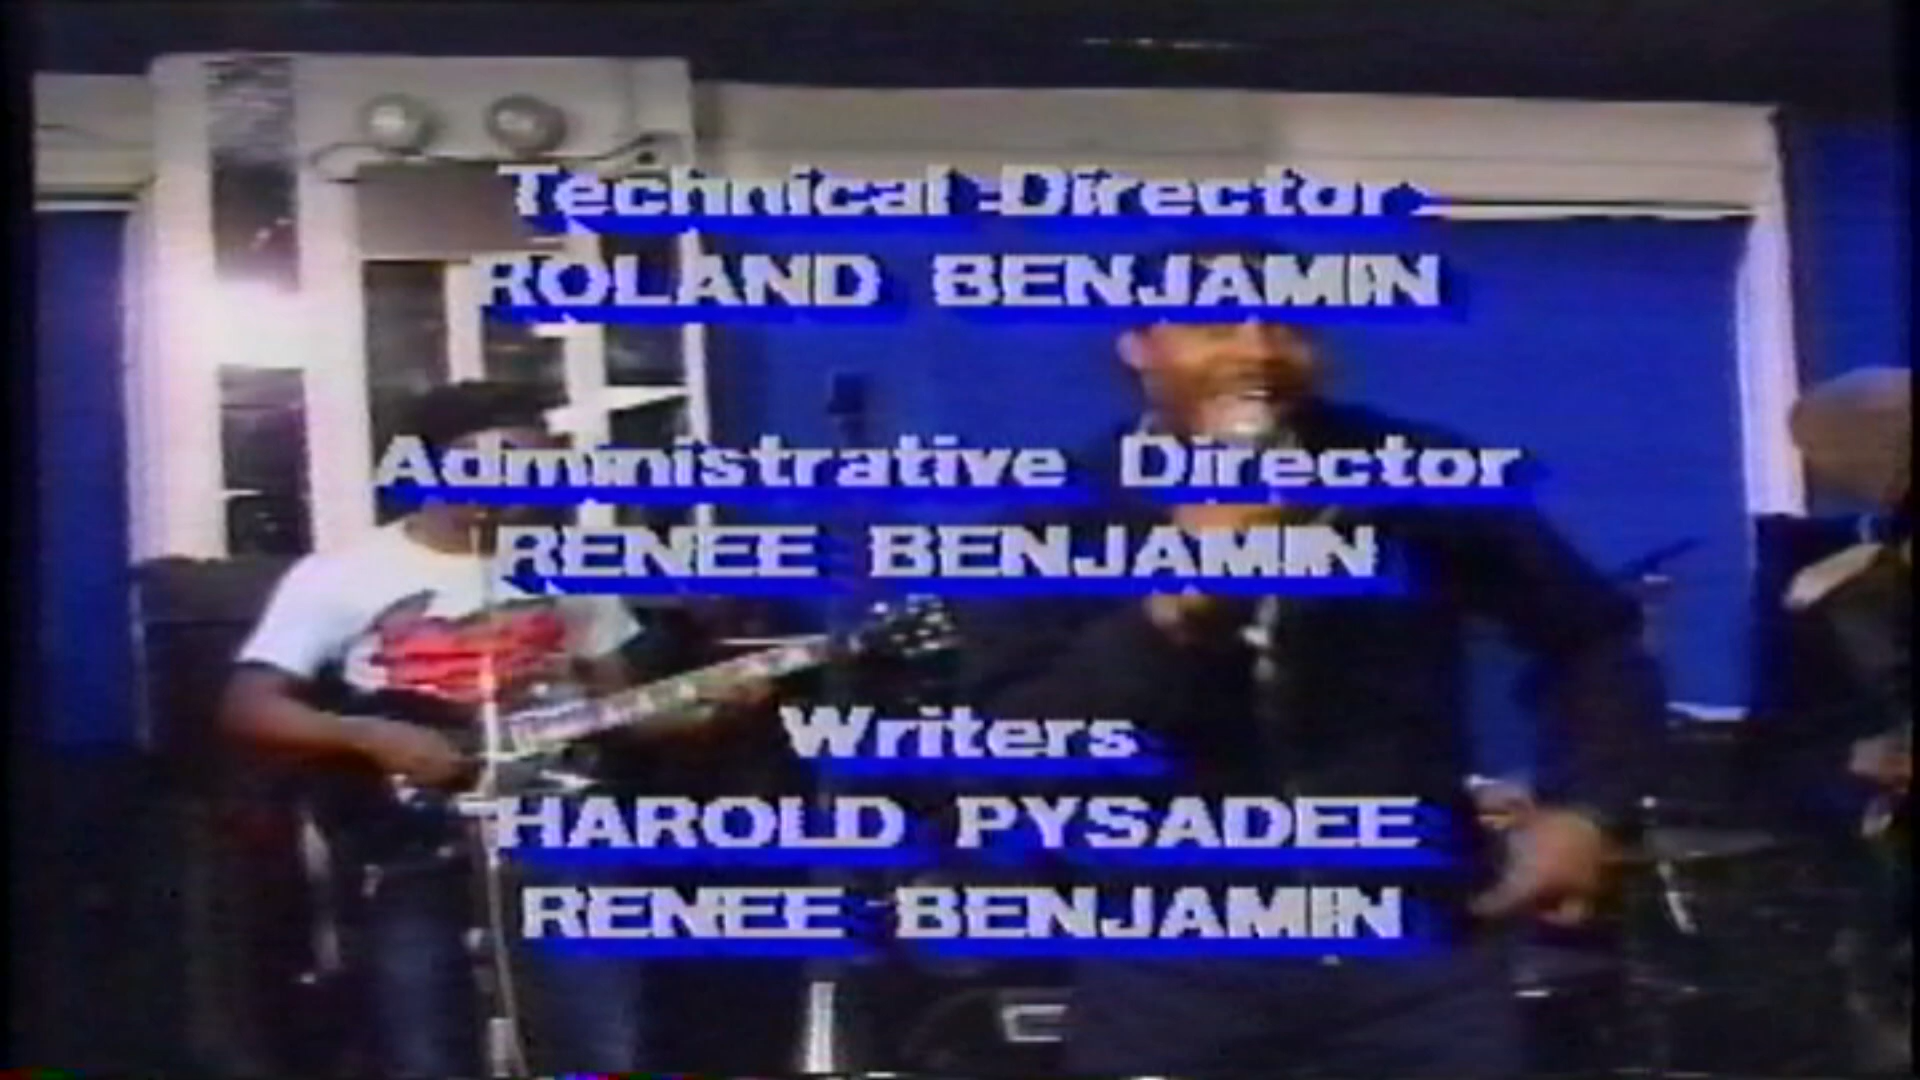 Technical Director
ROLAND BENJAMIN
Administrative Director
RENEE BENJAMIN
Writers
HAROLD PYSADEE
RENEE BENJAMIN